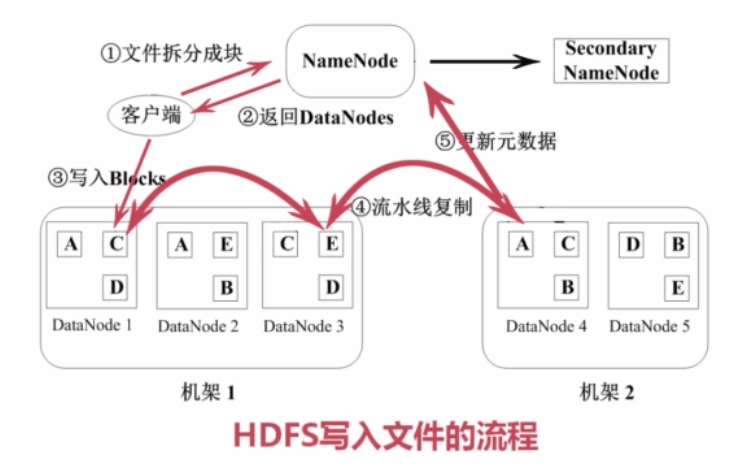 ①文件拆分成块
NameNode
Secondary
NameNode
客户端
②返回DataNodes
⑤更新元数据
③写入Blocks
④流水线复制
A C
D
DataNode 1
A E
B
DataNode 2
C E
D
DataNode 3
A C
B
DataNode 4
D B
E
DataNode 5
机架 1
机架 2
HDFS写入文件的流程